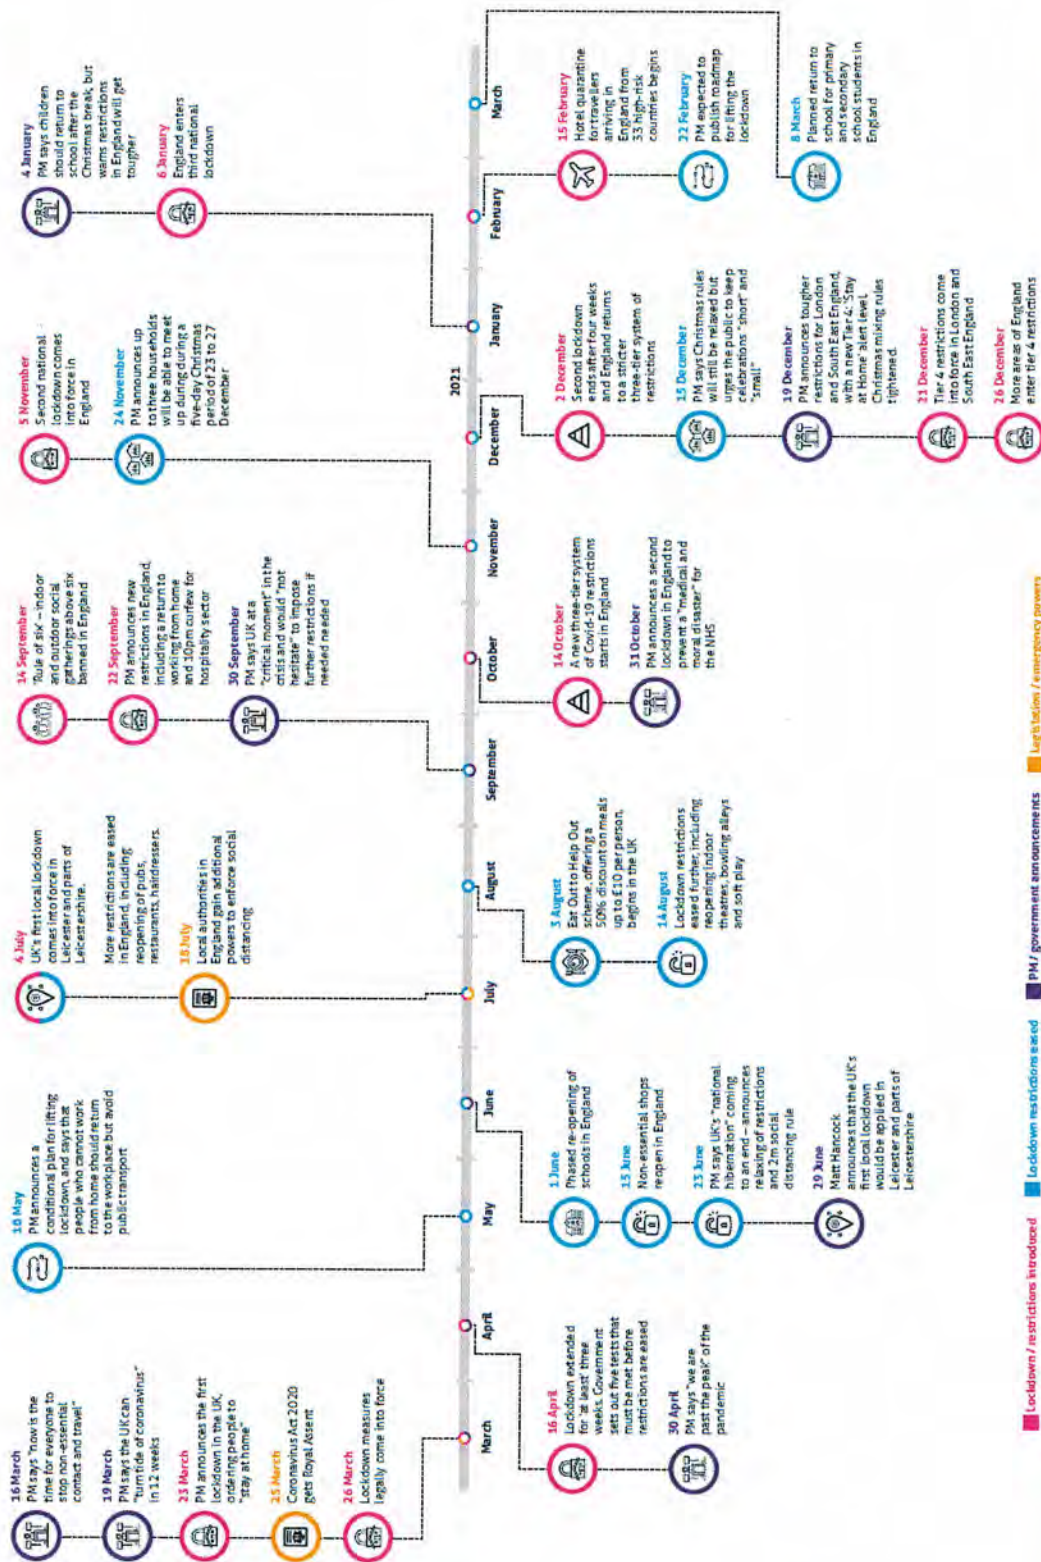 16 March
PM says "now is the
time for everyone to
stop non-essential
contact and travel"
19 March
PM says the UK can
"turn tide of coronavirus"
in 12 weeks
23 March
PM announces the first
lockdown in the UK,
ordering people to
"stay at home"
25 March
Coronavirus Act 2020
gets Royal Assent
26 March
Lockdown measures
legally come into force
10 May
PM announces a
conditional plan for lifting
lockdown, and says that
people who cannot work
from home should return
to the workplace but avoid
public transport
4 July
UK's first local lockdown
comes into force in
Leicester and parts of
Leicestershire.
More restrictions are eased
in England, including
reopening of pubs,
restaurants, hairdressers.
18 July
Local authorities in
England gain additional
powers to enforce social
distancing
14 September
'Rule of six' – indoor
and outdoor social
gatherings above six
banned in England
22 September
PM announces new
restrictions in England,
including a return to
working from home
and 10pm curfew for
hospitality sector
30 September
PM says UK at a
"critical moment" in the
crisis and would "not
hesitate" to impose
further restrictions if
needed needed
5 November
Second national
lockdown comes
into force in
England
24 November
PM announces up
to three households
will be able to meet
up during during a
five-day Christmas
period of 23 to 27
December
4 January
PM says children
should return to
school after the
Christmas break, but
warns restrictions
in England will get
tougher
6 January
England enters
third national
lockdown
2021
March
April
May
June
July
August
September
October
November
December
January
February
March
16 April
Lockdown extended
for 'at least' three
weeks. Government
sets out five tests that
must be met before
restrictions are eased
30 April
PM says "we are
past the peak" of the
pandemic
1 June
Phased re-opening of
schools in England
15 June
Non-essential shops
reopen in England
23 June
PM says UK's "national
hibernation" coming
to an end – announces
relaxing of restrictions
and 2m social
distancing rule
29 June
Matt Hancock
announces that the UK's
first local lockdown
would be applied in
Leicester and parts of
Leicestershire
3 August
Eat Out to Help Out
scheme, offering a
50% discount on meals
up to £10 per person,
begins in the UK
14 August
Lockdown restrictions
eased further, including
reopening indoor
theatres, bowling alleys
and soft play
14 October
A new three-tier system
of Covid-19 restrictions
starts in England
31 October
PM announces a second
lockdown in England to
prevent a "medical and
moral disaster" for
the NHS
2 December
Second lockdown
ends after four weeks
and England returns
to a stricter
three-tier system of
restrictions
15 December
PM says Christmas rules
will still be relaxed but
urges the public to keep
celebrations "short" and
"small"
19 December
PM announces tougher
restrictions for London
and South East England,
with a new Tier 4: 'Stay
at Home' alert level.
Christmas mixing rules
tightened.
21 December
Tier 4 restrictions come
into force in London and
South East England
26 December
More areas of England
enter tier 4 restrictions
15 February
Hotel quarantine
for travellers
arriving in
England from
33 high-risk
countries begins
22 February
PM expected to
publish roadmap
for lifting the
lockdown
8 March
Planned return to
school for primary
and secondary
school students in
England
Lockdown / restrictions introduced
Lockdown restrictions eased
PM / government announcements
Legislation / emergency powers